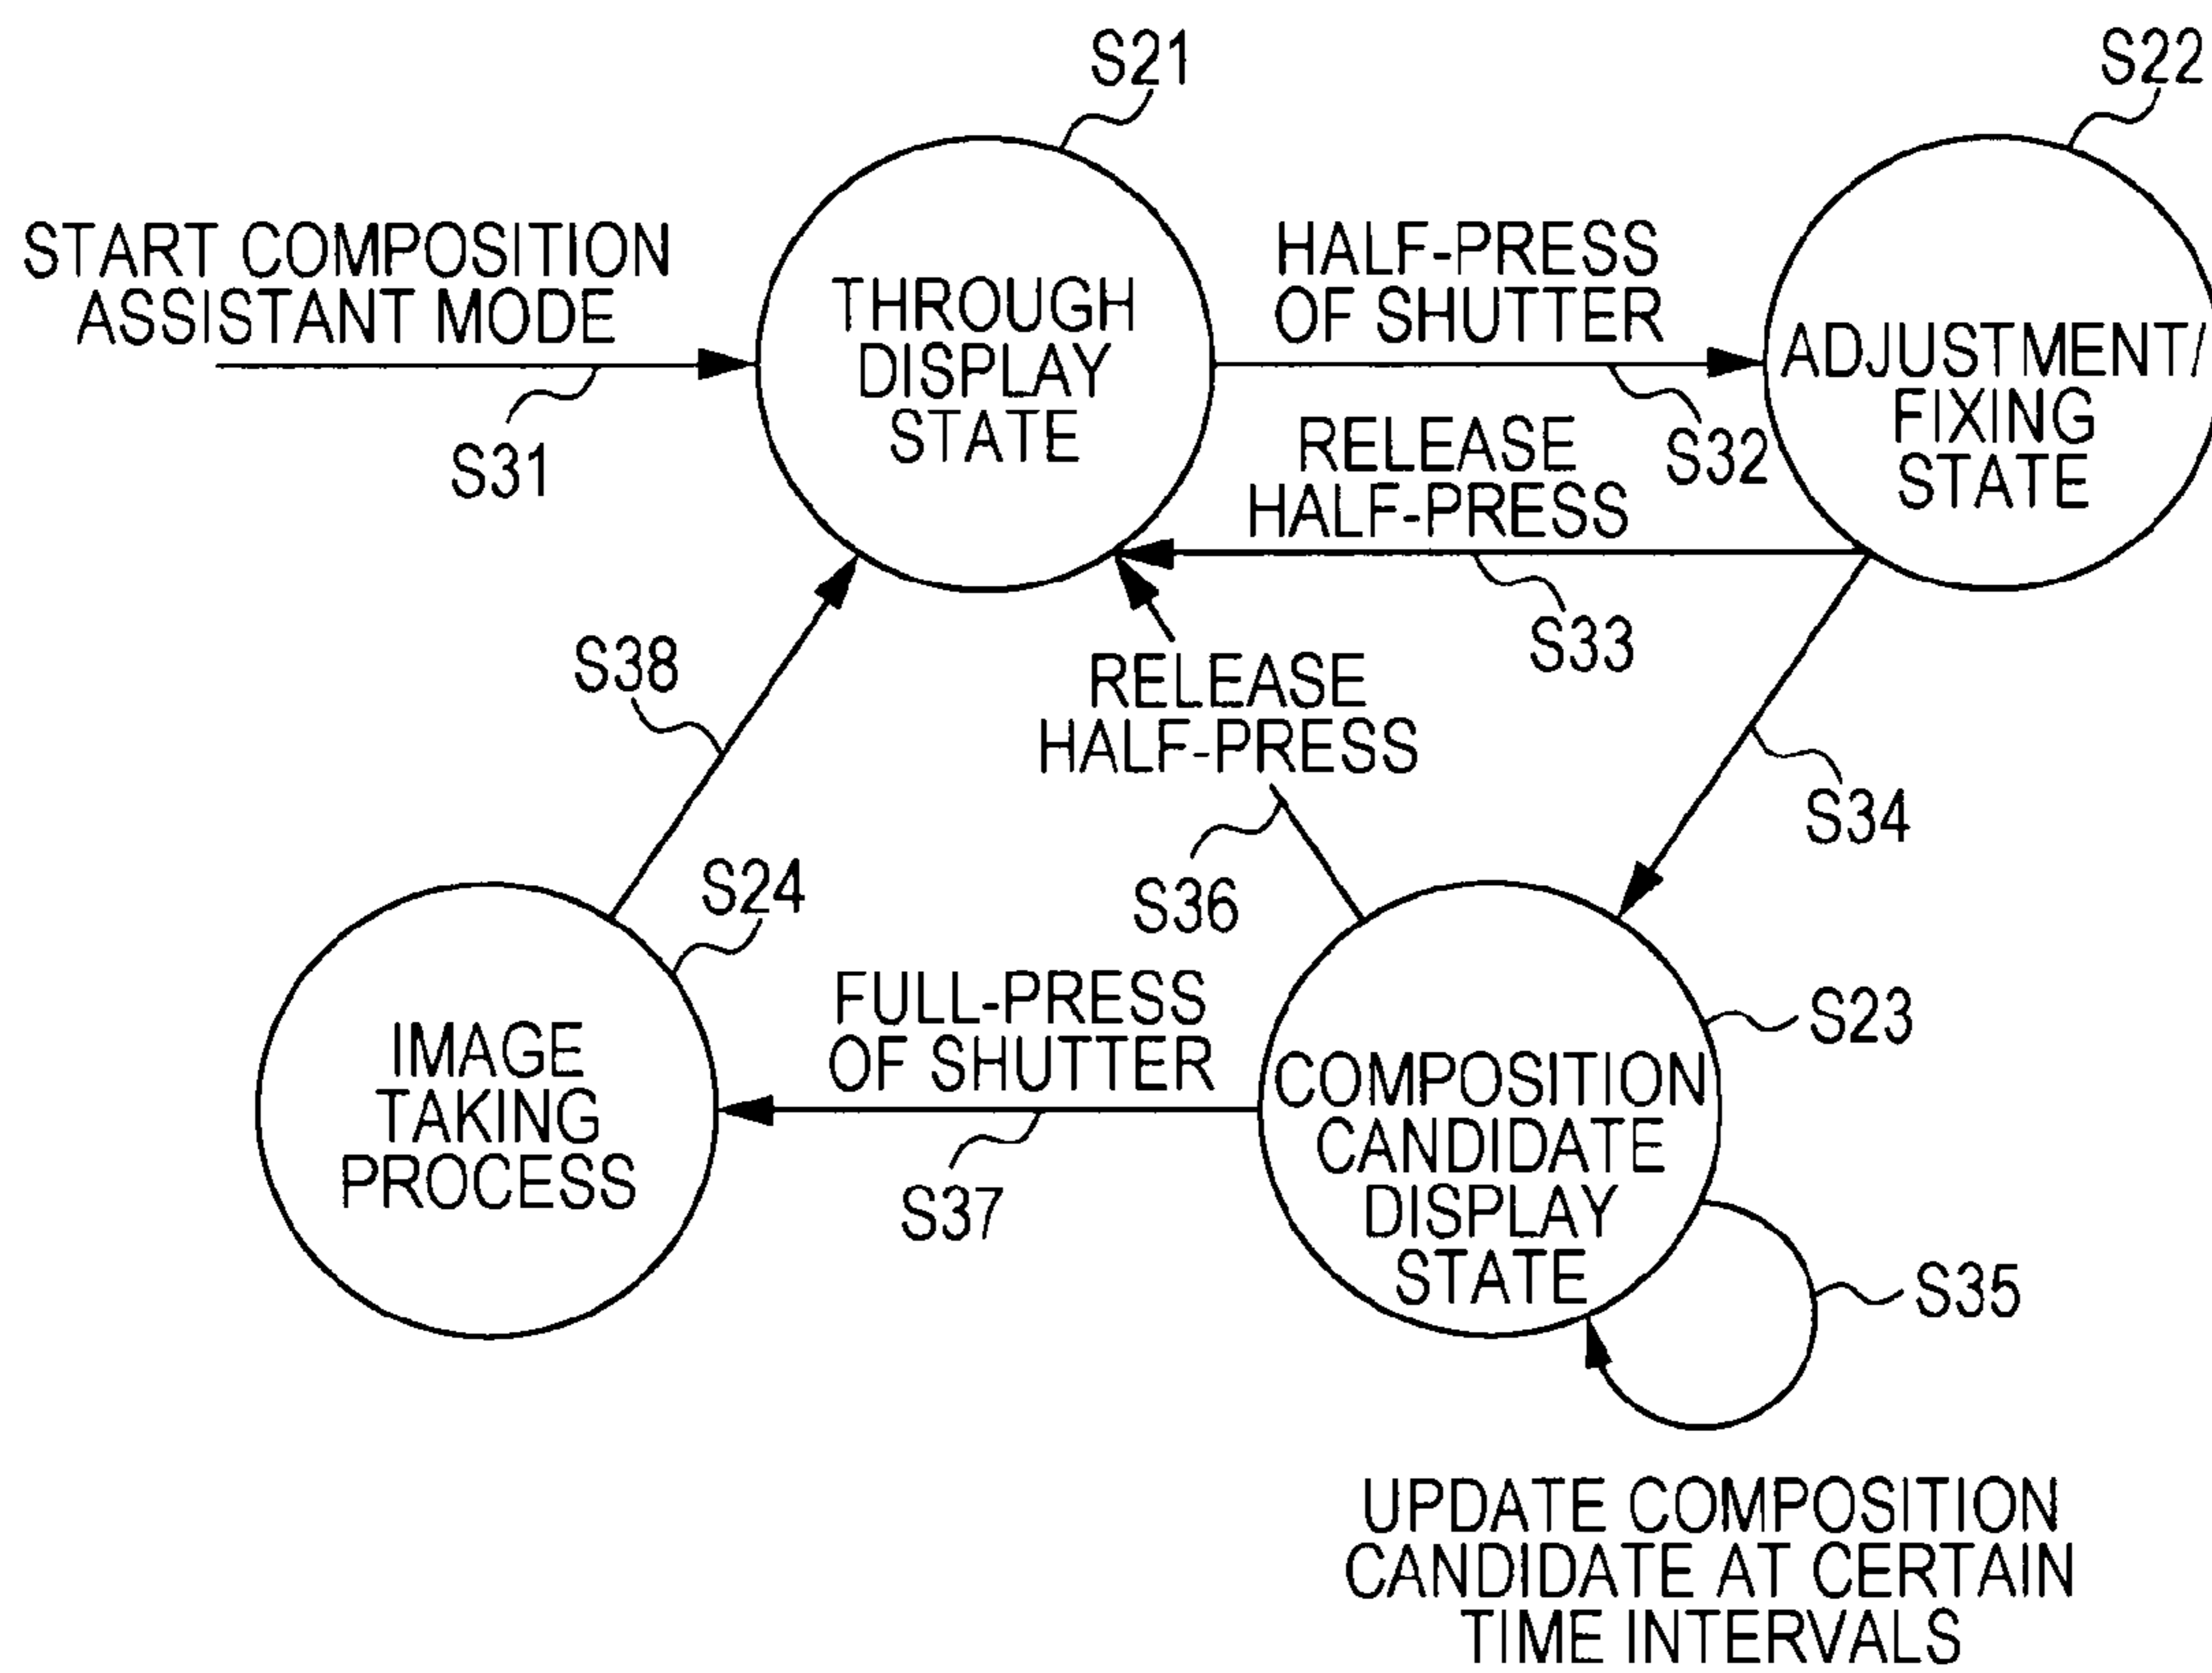 S21
S22
START COMPOSITION
ASSISTANT MODE
S31
THROUGH
DISPLAY
STATE
HALF-PRESS
OF SHUTTER
S32
ADJUSTMENT/
FIXING
STATE
RELEASE
HALF-PRESS
S33
S38
RELEASE
HALF-PRESS
S34
S36
S24
IMAGE
TAKING
PROCESS
FULL-PRESS
OF SHUTTER
S37
S23
COMPOSITION
CANDIDATE
DISPLAY
STATE
S35
UPDATE COMPOSITION
CANDIDATE AT CERTAIN
TIME INTERVALS